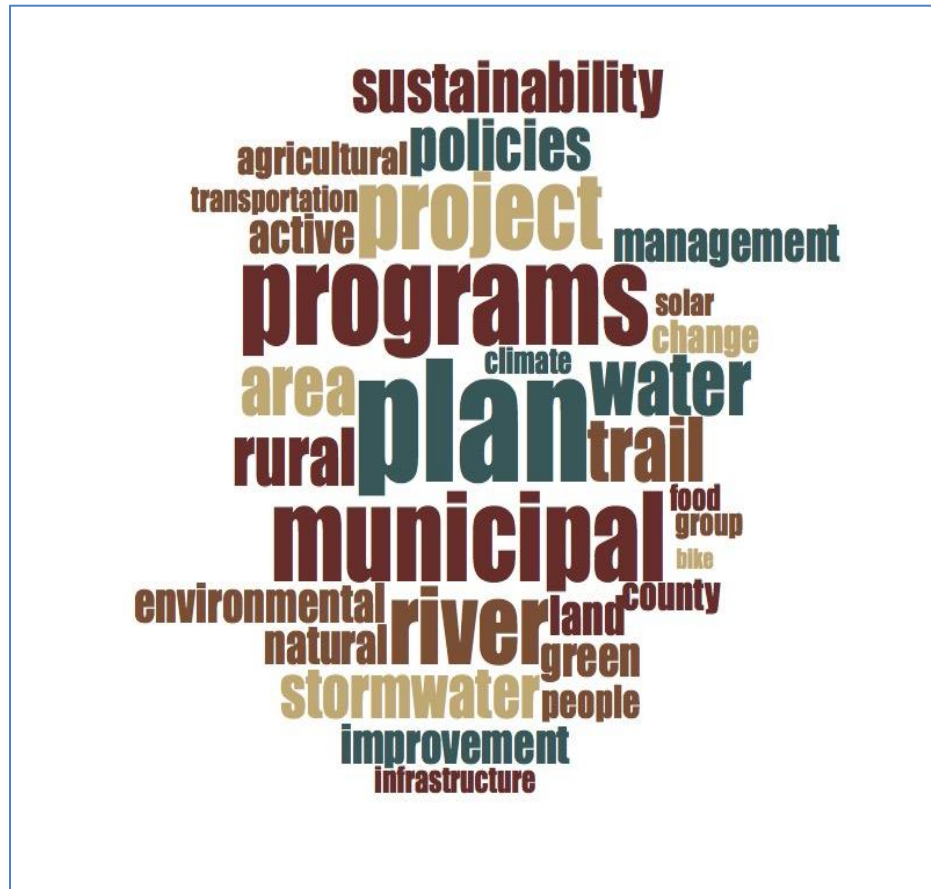 sustainability
agricultural policies
transportation project
active management
programs solar
change
climate
area plan water
rural trail
municipal food
group
bike
environmental river land county
natural green
stormwater people
improvement
infrastructure